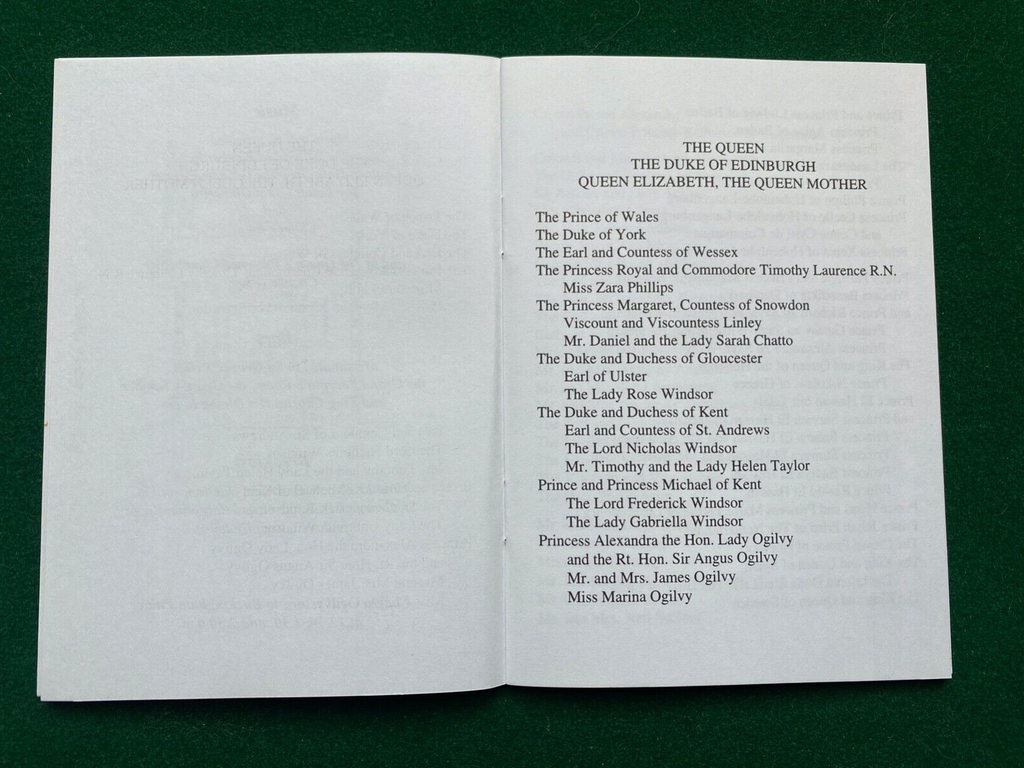 THE QUEEN
THE DUKE OF EDINBURGH
QUEEN ELIZABETH, THE QUEEN MOTHER
The Prince of Wales
The Duke of York
The Earl and Countess of Wessex
The Princess Royal and Commodore Timothy Laurence R.N.
Miss Zara Phillips
The Princess Margaret, Countess of Snowdon
Viscount and Viscountess Linley
Mr. Daniel and the Lady Sarah Chatto
The Duke and Duchess of Gloucester
Earl of Ulster
The Lady Rose Windsor
The Duke and Duchess of Kent
Earl and Countess of St. Andrews
The Lord Nicholas Windsor
Mr. Timothy and the Lady Helen Taylor
Prince and Princess Michael of Kent
The Lord Frederick Windsor
The Lady Gabriella Windsor
Princess Alexandra the Hon. Lady Ogilvy
and the Rt. Hon. Sir Angus Ogilvy
Mr. and Mrs. James Ogilvy
Miss Marina Ogilvy